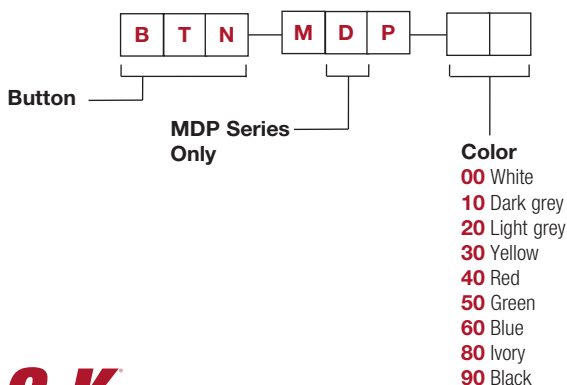 B T N M D P
Button
MDP Series
Only
Color
00 White
10 Dark grey
20 Light grey
30 Yellow
40 Red
50 Green
60 Blue
80 Ivory
90 Black